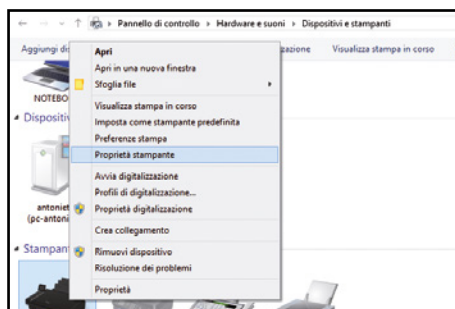 Pannello di controllo › Hardware e suoni › Dispositivi e stampanti
Aggiungi di
zazione
Visualizza stampa in corso
Apri
Apri in una nuova finestra
Sfoglia file
NOTEBO
Visualizza stampa in corso
Dispositiv
Imposta come stampante predefinita
Preferenze stampa
Proprietà stampante
Avvia digitalizzazione
Profili di digitalizzazione...
antoniet
Proprietà digitalizzazione
(pc-antoni
Crea collegamento
Stampant
Rimuovi dispositivo
Risoluzione dei problemi
Proprietà